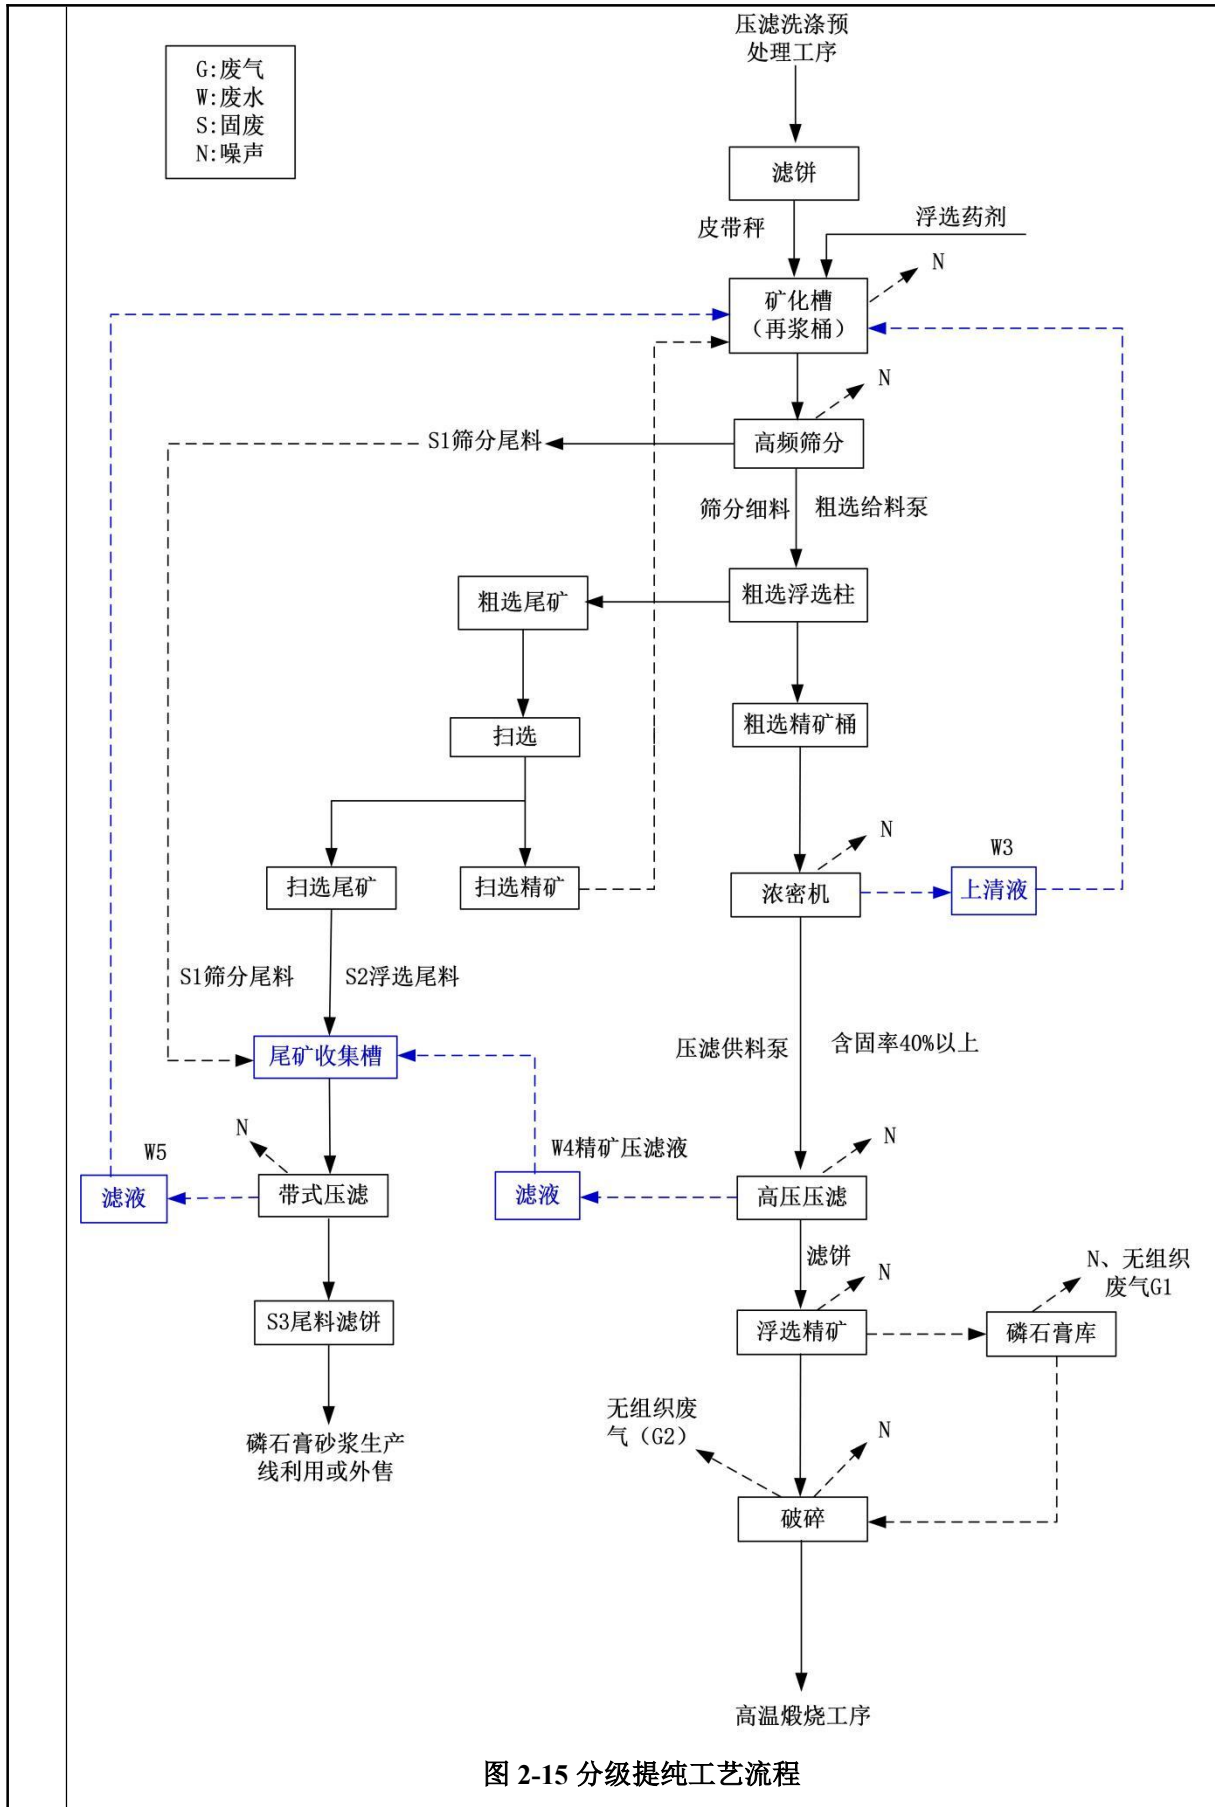 压滤洗涤预
处理工序
G:废气
W:废水
S:固废
N:噪声
滤饼
皮带秤
浮选药剂
N
矿化槽
（再浆桶）
N
S1筛分尾料
高频筛分
筛分细料
粗选给料泵
粗选尾矿
粗选浮选柱
扫选
粗选精矿桶
N
W3
扫选尾矿
扫选精矿
浓密机
上清液
S1筛分尾料
S2浮选尾料
尾矿收集槽
压滤供料泵
含固率40%以上
N
W5
W4精矿压滤液
N
滤液
带式压滤
滤液
高压压滤
滤饼
N
N、无组织
废气G1
S3尾料滤饼
浮选精矿
磷石膏库
无组织废
气（G2）
N
磷石膏砂浆生产
线利用或外售
破碎
高温煅烧工序
图 2-15 分级提纯工艺流程